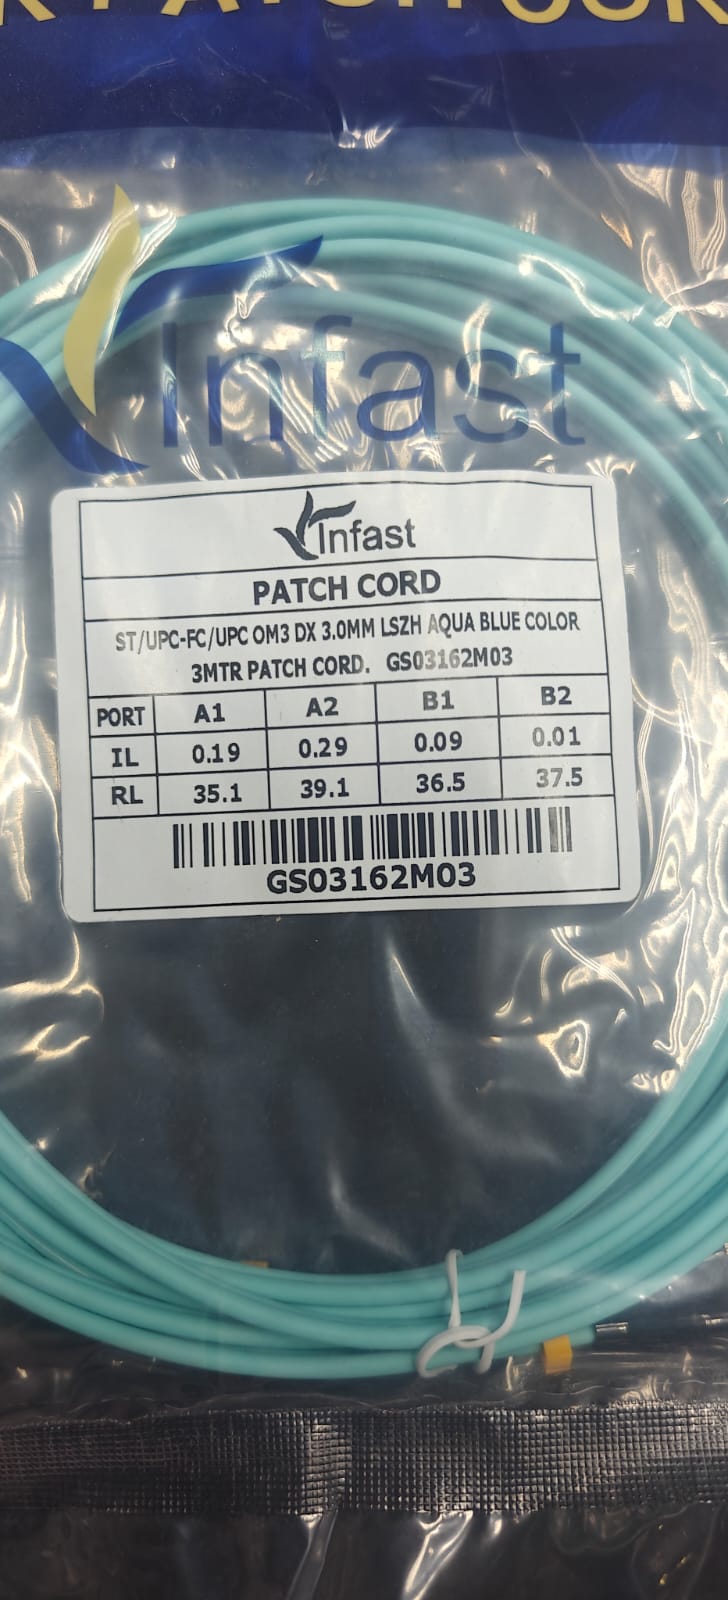 PATCH COR
Infast
Infast
PATCH CORD
ST/UPC-FC/UPC OM3 DX 3.0MM LSZH AQUA BLUE COLOR
3MTR PATCH CORD. GS03162M03
PORT A1 A2 B1 B2
IL 0.19 0.29 0.09 0.01
RL 35.1 39.1 36.5 37.5
GS03162M03